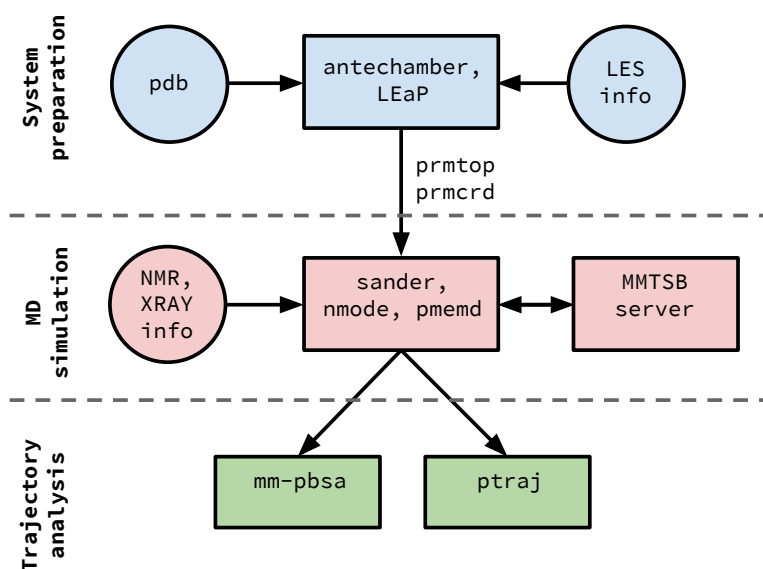 System
preparation
pdb
antechamber,
LEaP
LES
info
prmtop
prmcrd
MD
simulation
NMR,
XRAY
info
sander,
nmode, pmemd
MMTSB
server
Trajectory
analysis
mm-pbsa
ptraj